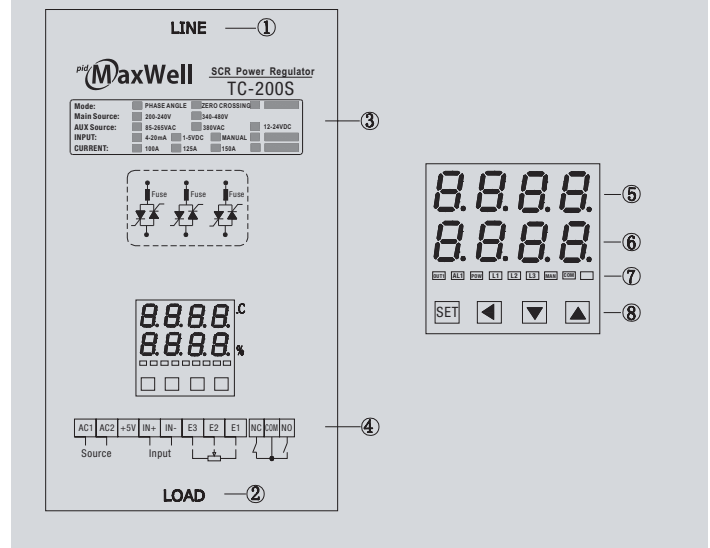 LINE ①
pid MaxWell SCR Power Regulator
TC-200S
Mode: PHASE ANGLE ZERO CROSSING
Main Source: 200-240V 340-480V
AUX Source: 85-265VAC 380VAC 12-24VDC
INPUT: 4-20mA 1-5VDC MANUAL
CURRENT: 100A 125A 150A
③
Fuse Fuse Fuse
8.8.8.8. .C
8.8.8.8. %
AC1 AC2 +5V IN+ IN- E3 E2 E1 NC COM NO
④
Source Input
LOAD ②
8.8.8.8. ⑤
8.8.8.8. ⑥
OUT1 AL1 POW L1 L2 L3 MAN COM ⑦
SET ⑧